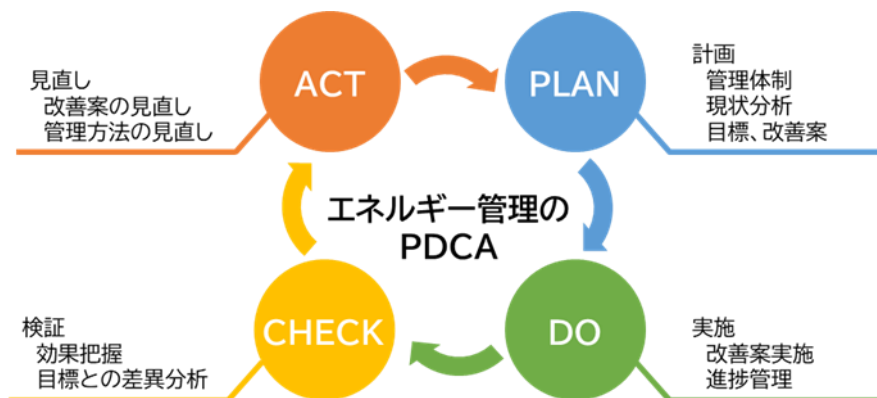 ACT
見直し
改善案の見直し
管理方法の見直し
PLAN
計画
管理体制
現状分析
目標、改善案
エネルギー管理の
PDCA
CHECK
検証
効果把握
目標との差異分析
DO
実施
改善案実施
進捗管理